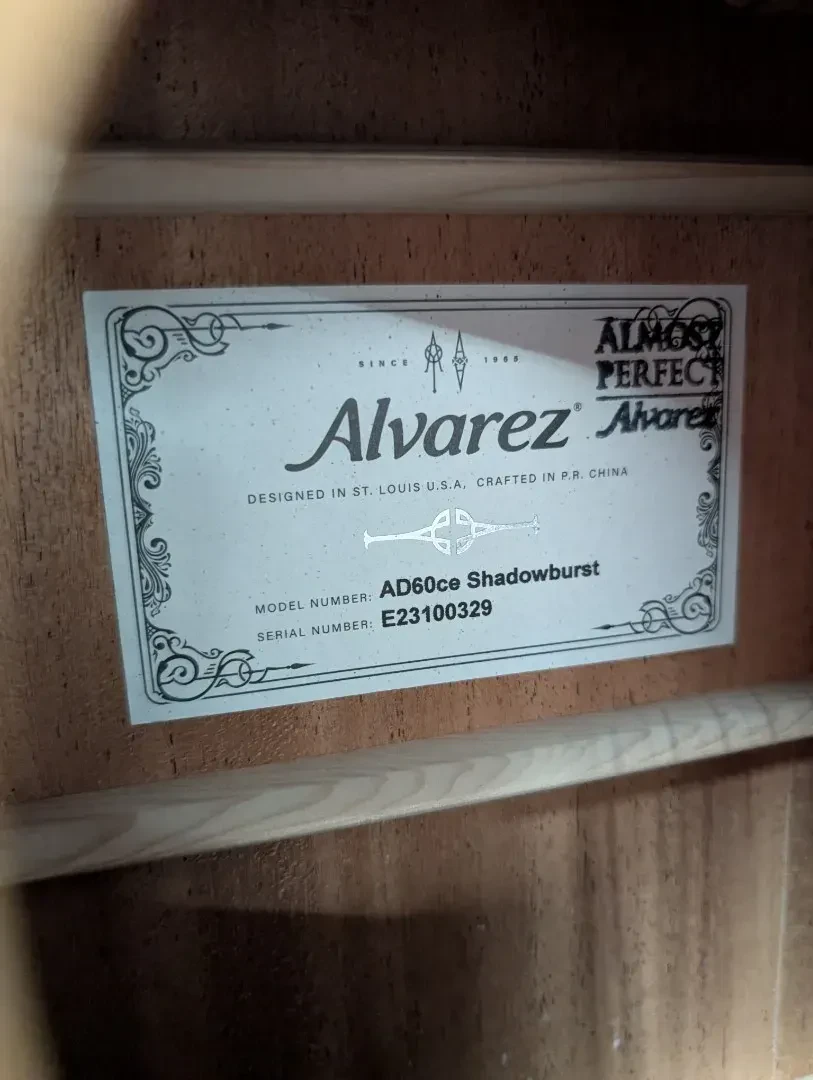 SINCE 1965
ALMOST
PERFECT
Alvarez
Alvarez®
DESIGNED IN ST. LOUIS U.S.A, CRAFTED IN P.R. CHINA
MODEL NUMBER: AD60ce Shadowburst
SERIAL NUMBER: E23100329